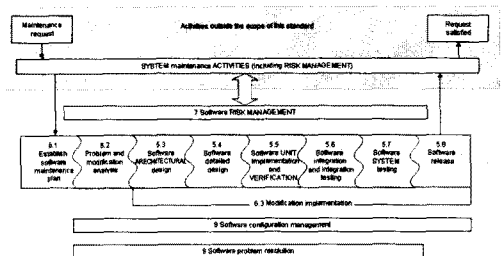 Maintenance
request
Activities outside the scope of this standard
Request
satisfied
SYSTEM maintenance ACTIVITIES (including RISK MANAGEMENT)
7 Software RISK MANAGEMENT
6.1
Establish
software
maintenance
plan
6.2
Problem and
modification
analysis
5.3
Software
ARCHITECTURAL
design
5.4
Software
detailed
design
5.5
Software UNIT
implementation
and
VERIFICATION
5.6
Software
integration
and integration
testing
5.7
Software
SYSTEM
testing
5.8
Software
release
6.3 Modification implementation
8 Software configuration management
9 Software problem resolution